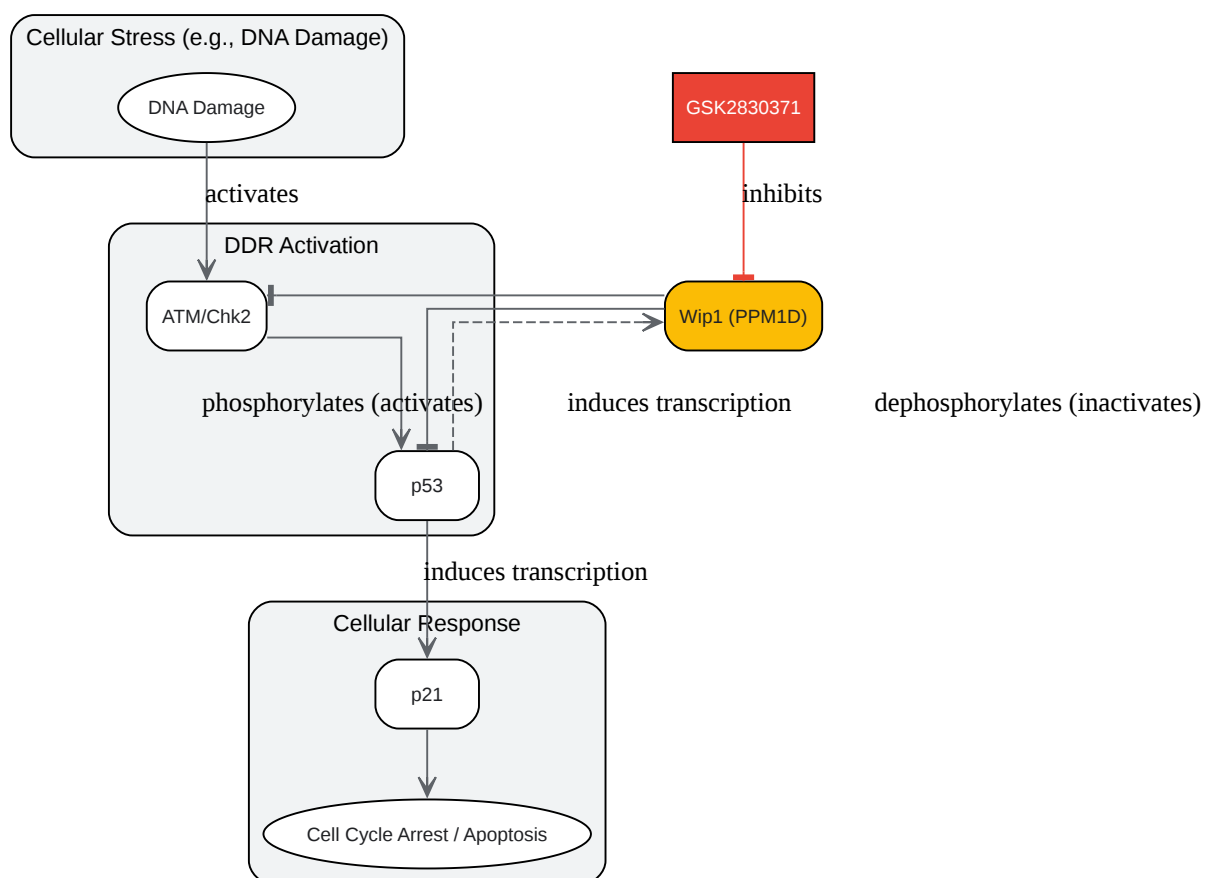 Cellular Stress (e.g., DNA Damage)
DNA Damage
GSK2830371
activates
inhibits
DDR Activation
ATM/Chk2
Wip1 (PPM1D)
phosphorylates (activates)
induces transcription
dephosphorylates (inactivates)
p53
induces transcription
Cellular Response
p21
Cell Cycle Arrest / Apoptosis